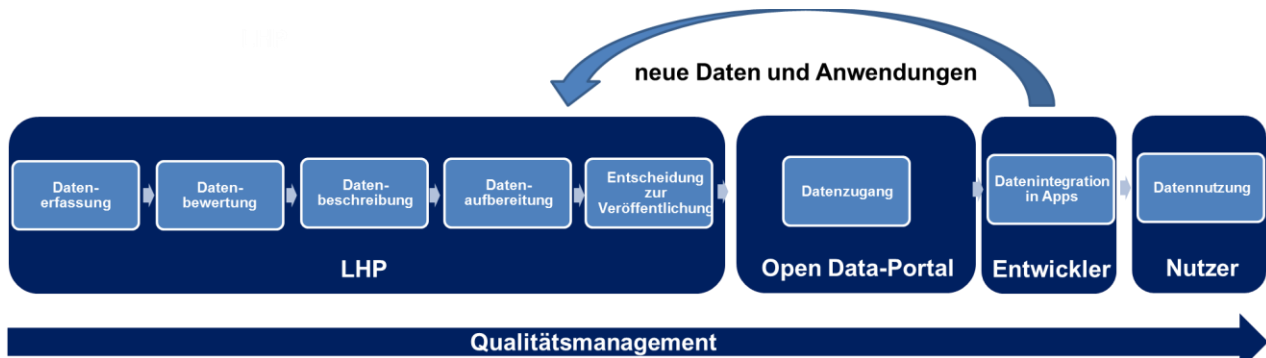 neue Daten und Anwendungen
Daten-
erfassung
Daten-
bewertung
Daten-
beschreibung
Daten-
aufbereitung
Entscheidung
zur
Veröffentlichung
Datenzugang
Datenintegration
in Apps
Datennutzung
LHP
Open Data-Portal
Entwickler
Nutzer
Qualitätsmanagement